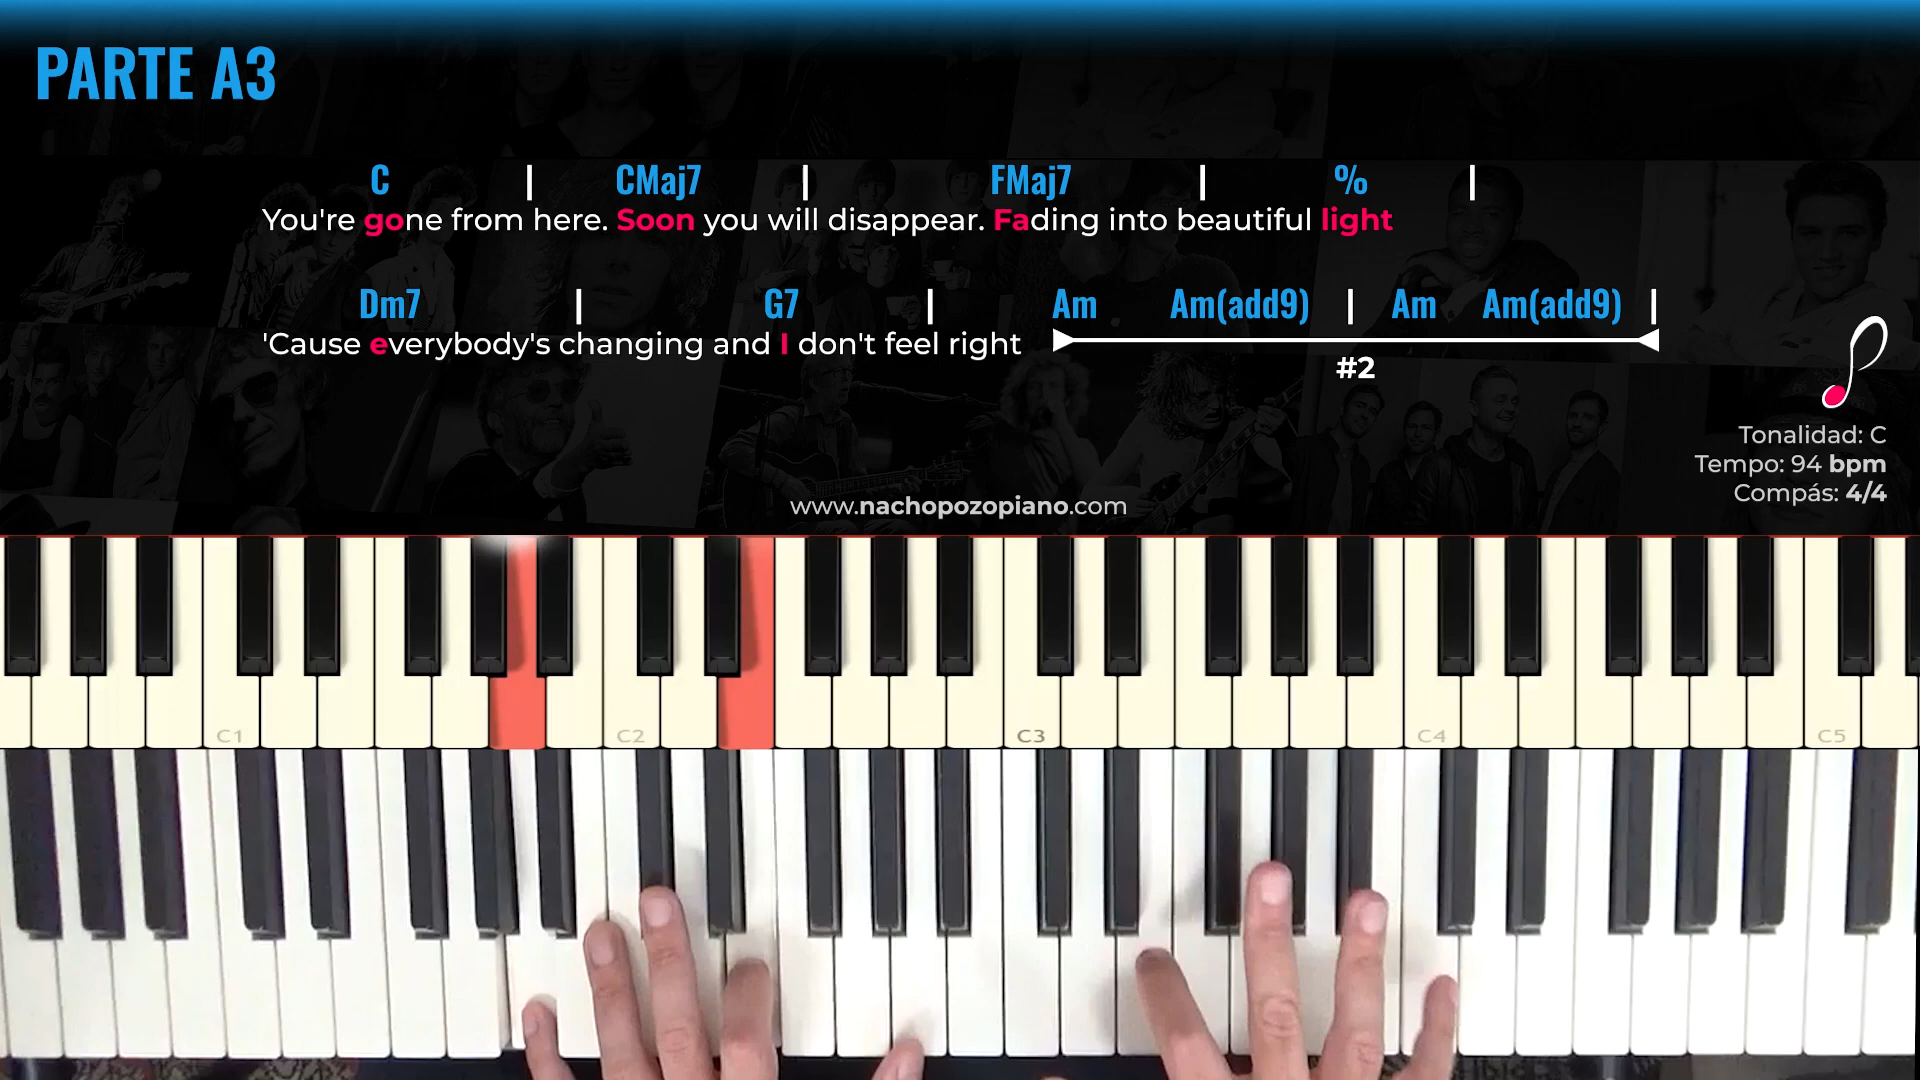 PARTE A3
C | CMaj7 | FMaj7 | % |
You're gone from here. Soon you will disappear. Fading into beautiful light
Dm7 | G7 | Am Am(add9) | Am Am(add9) |
'Cause everybody's changing and I don't feel right
#2
Tonalidad: C
Tempo: 94 bpm
Compás: 4/4
www.nachopozopiano.com
C1 C2 C3 C4 C5